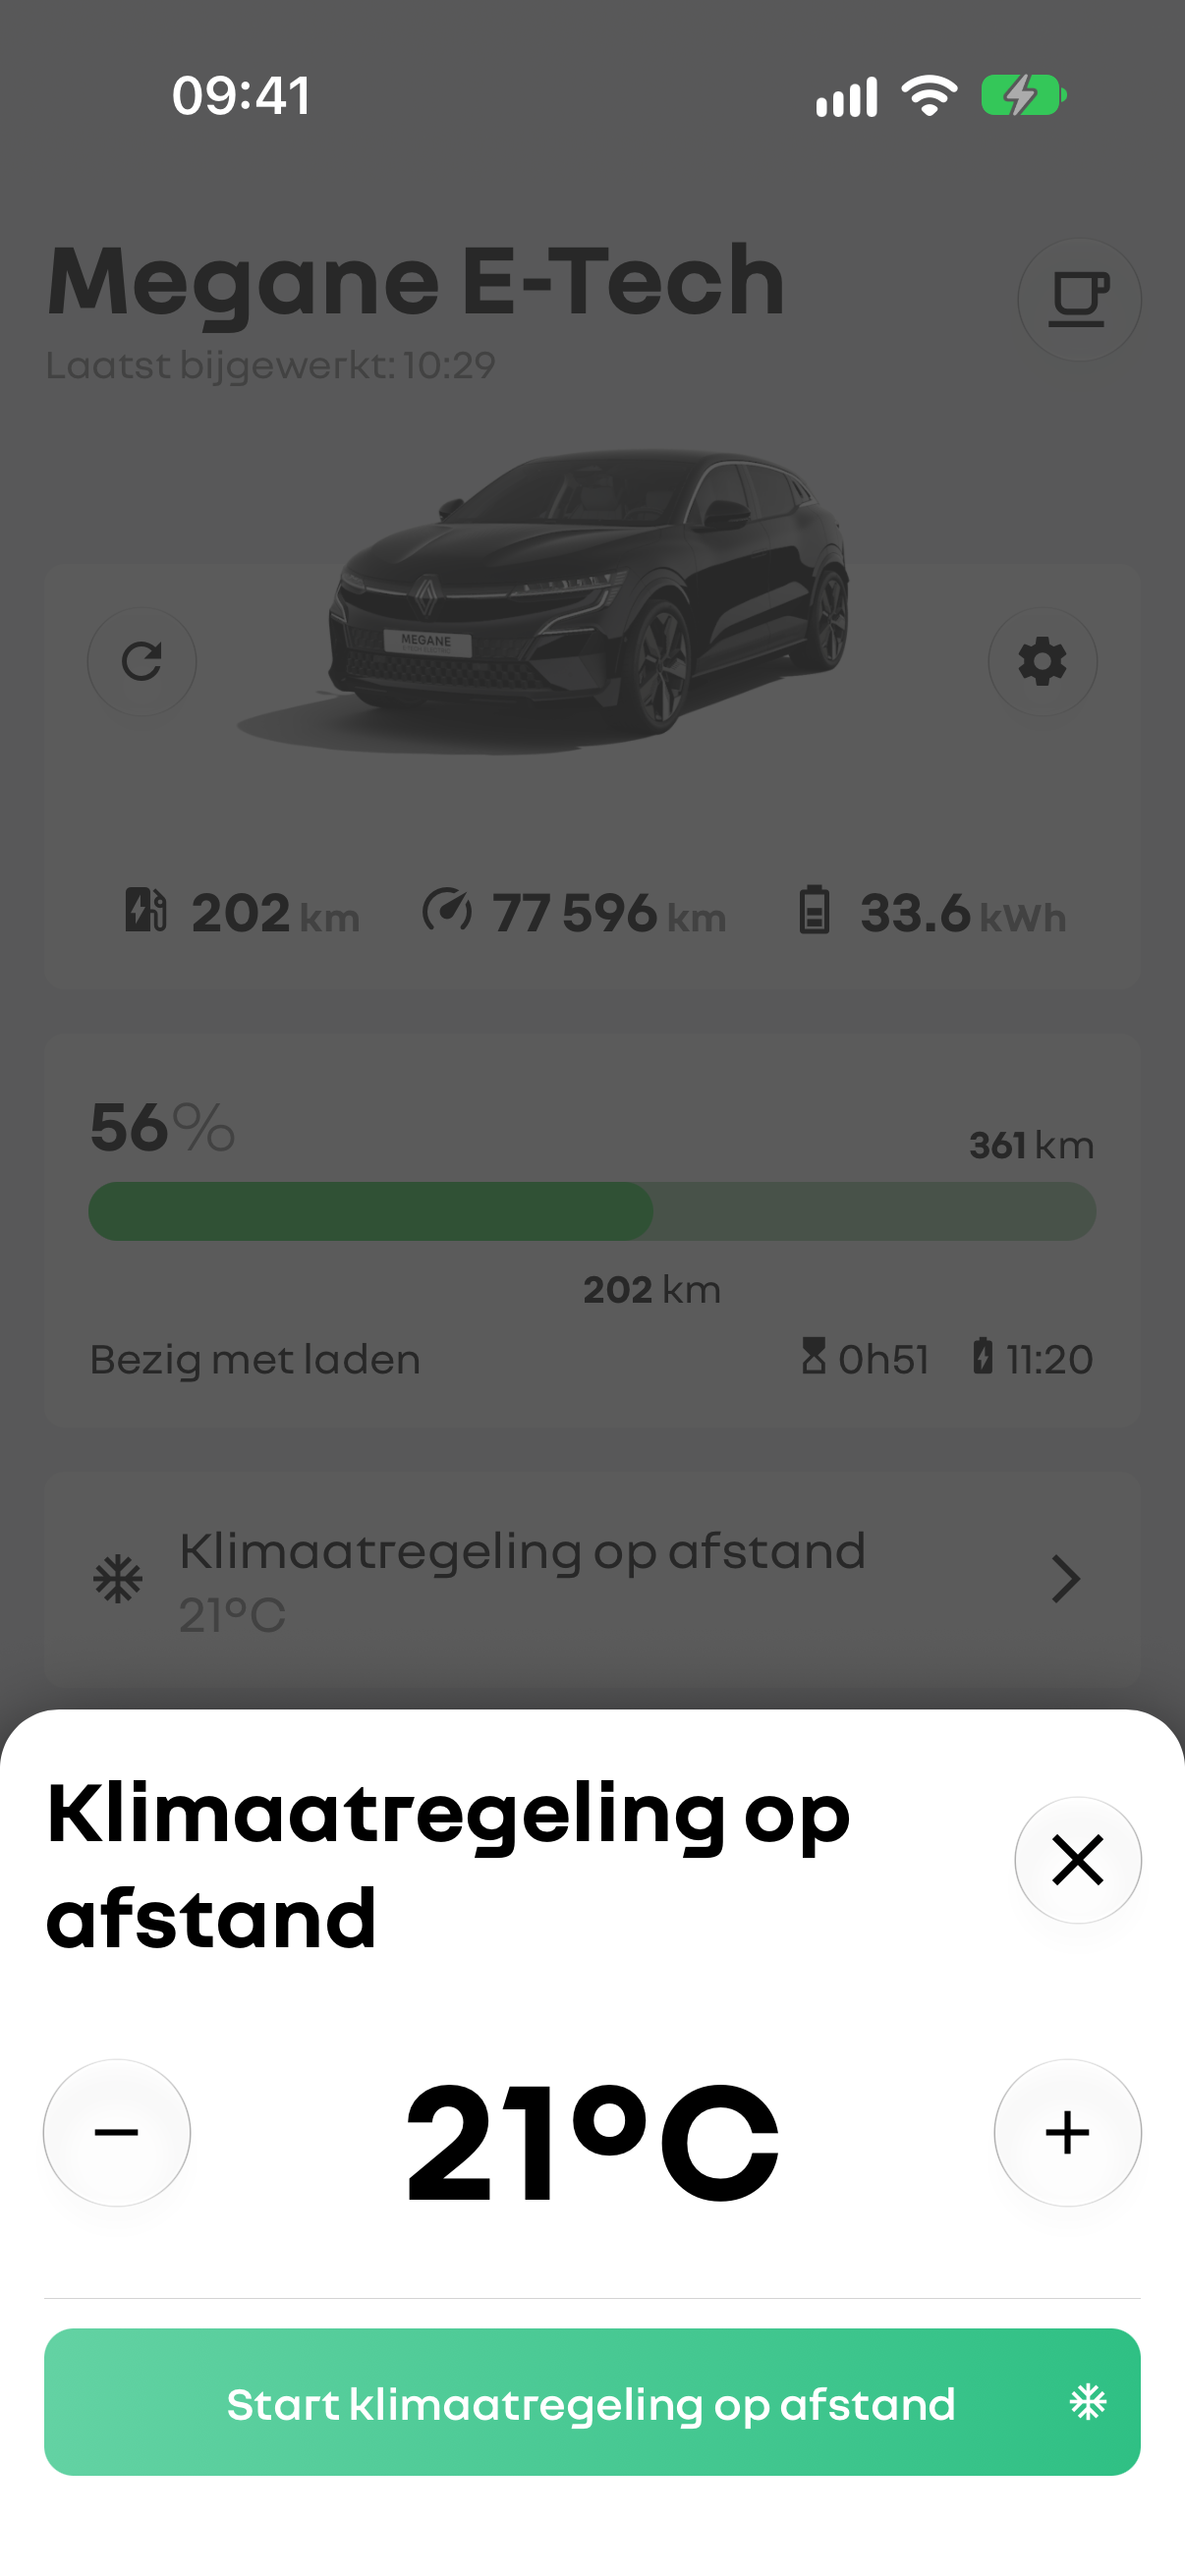 09:41
Megane E-Tech
Laatst bijgewerkt: 10:29
MEGANE
202 km 77 596 km 33.6 kWh
56%
361 km
202 km
Bezig met laden 0h51 11:20
Klimaatregeling op afstand
21°C
Klimaatregeling op
afstand
21°C
Start klimaatregeling op afstand